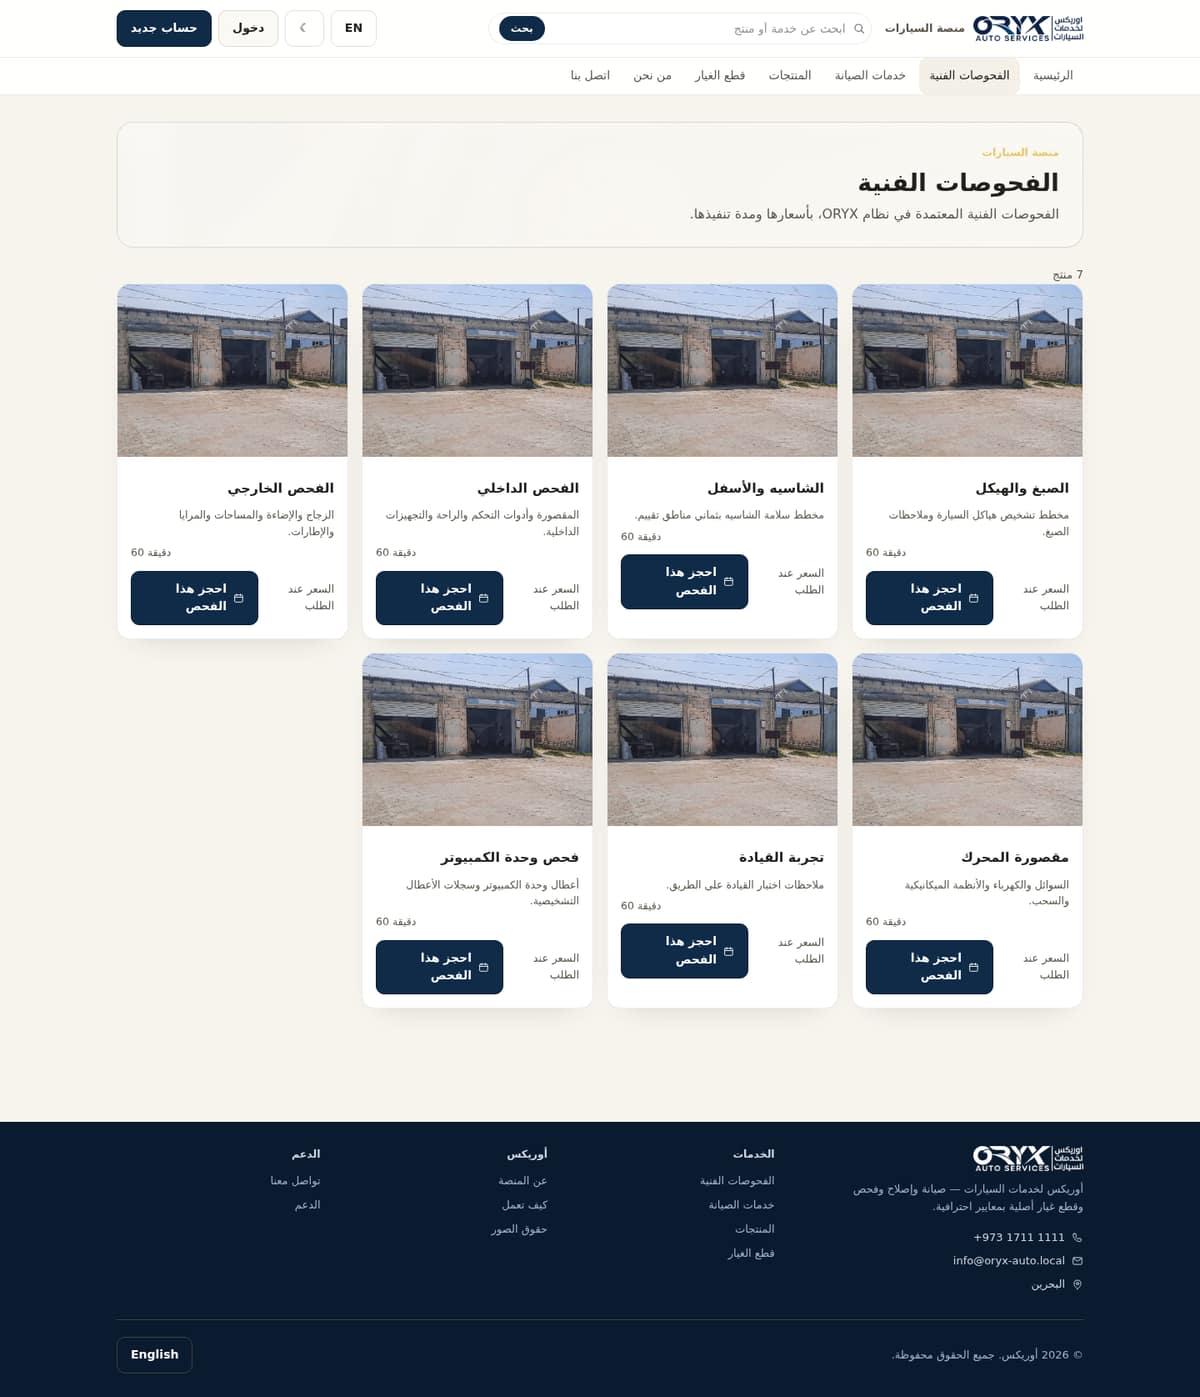 اوريكس
لخدمات
السيارات
ORYX
AUTO SERVICES
منصة السيارات
ابحث عن خدمة أو منتج
بحث
EN
دخول
حساب جديد
الرئيسية
الفحوصات الفنية
خدمات الصيانة
المنتجات
قطع الغيار
من نحن
اتصل بنا
منصة السيارات
الفحوصات الفنية
الفحوصات الفنية المعتمدة في نظام ORYX، بأسعارها ومدة تنفيذها.
7 منتج
الصبغ والهيكل
مخطط تشخيص هياكل السيارة وملاحظات
الصبغ.
60 دقيقة
السعر عند
الطلب
احجز هذا
الفحص
الشاسيه والأسفل
مخطط سلامة الشاسيه بثماني مناطق تقييم.
60 دقيقة
السعر عند
الطلب
احجز هذا
الفحص
الفحص الداخلي
المقصورة وأدوات التحكم والراحة والتجهيزات
الداخلية.
60 دقيقة
السعر عند
الطلب
احجز هذا
الفحص
الفحص الخارجي
الزجاج والإضاءة والمساحات والمرايا
والإطارات.
60 دقيقة
السعر عند
الطلب
احجز هذا
الفحص
مقصورة المحرك
السوائل والكهرباء والأنظمة الميكانيكية
والسحب.
60 دقيقة
السعر عند
الطلب
احجز هذا
الفحص
تجربة القيادة
ملاحظات اختبار القيادة على الطريق.
60 دقيقة
السعر عند
الطلب
احجز هذا
الفحص
فحص وحدة الكمبيوتر
أعطال وحدة الكمبيوتر وسجلات الأعطال
التشخيصية.
60 دقيقة
السعر عند
الطلب
احجز هذا
الفحص
اوريكس
لخدمات
السيارات
ORYX
AUTO SERVICES
أوريكس لخدمات السيارات — صيانة وإصلاح وفحص
وقطع غيار أصلية بمعايير احترافية.
+973 1711 1111
info@oryx-auto.local
البحرين
الخدمات
الفحوصات الفنية
خدمات الصيانة
المنتجات
قطع الغيار
أوريكس
عن المنصة
كيف تعمل
حقوق الصور
الدعم
تواصل معنا
الدعم
© 2026 أوريكس. جميع الحقوق محفوظة.
English